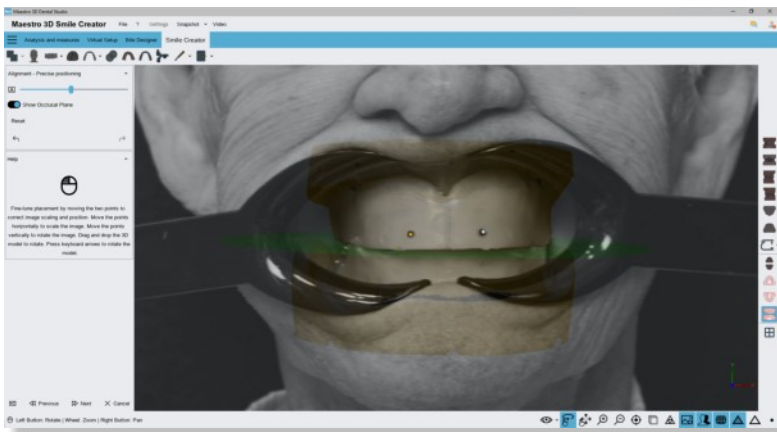 Maestro 3D Dental Studio
Maestro 3D Smile Creator File ? Settings Snapshot Video
Analysis and measures Virtual Setup Site Designer Smile Creator
Alignment - Precise positioning
Show Occlusal Plane
Reset
Help
Fine-tune placement by moving the two points to
correct image scaling and position. Move the points
horizontally to scale the image. Move the points
vertically to rotate the image. Drag and drop the 3D
model to rotate. Press keyboard arrows to rotate the
model.
Previous Next Cancel
Left Button: Rotate | Wheel: Zoom | Right Button: Pan